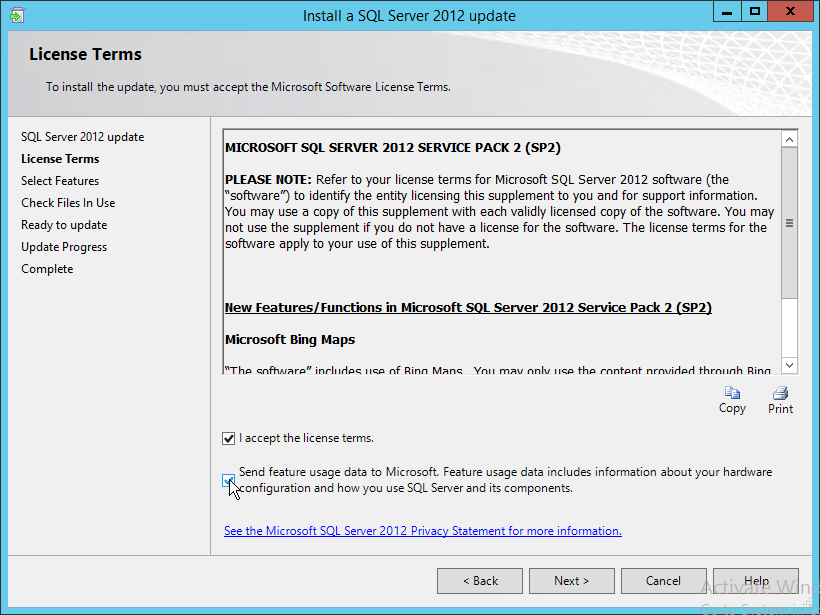 Install a SQL Server 2012 update
License Terms
To install the update, you must accept the Microsoft Software License Terms.
SQL Server 2012 update
License Terms
Select Features
Check Files In Use
Ready to update
Update Progress
Complete
MICROSOFT SQL SERVER 2012 SERVICE PACK 2 (SP2)
PLEASE NOTE: Refer to your license terms for Microsoft SQL Server 2012 software (the
“software”) to identify the entity licensing this supplement to you and for support information.
You may use a copy of this supplement with each validly licensed copy of the software. You may
not use the supplement if you do not have a license for the software. The license terms for the
software apply to your use of this supplement.
New Features/Functions in Microsoft SQL Server 2012 Service Pack 2 (SP2)
Microsoft Bing Maps
“The software” includes use of Bing Maps.  You may only use the content provided through Bing
Copy
Print
I accept the license terms.
Send feature usage data to Microsoft. Feature usage data includes information about your hardware
configuration and how you use SQL Server and its components.
See the Microsoft SQL Server 2012 Privacy Statement for more information.
< Back
Next >
Cancel
Help
Activate Win